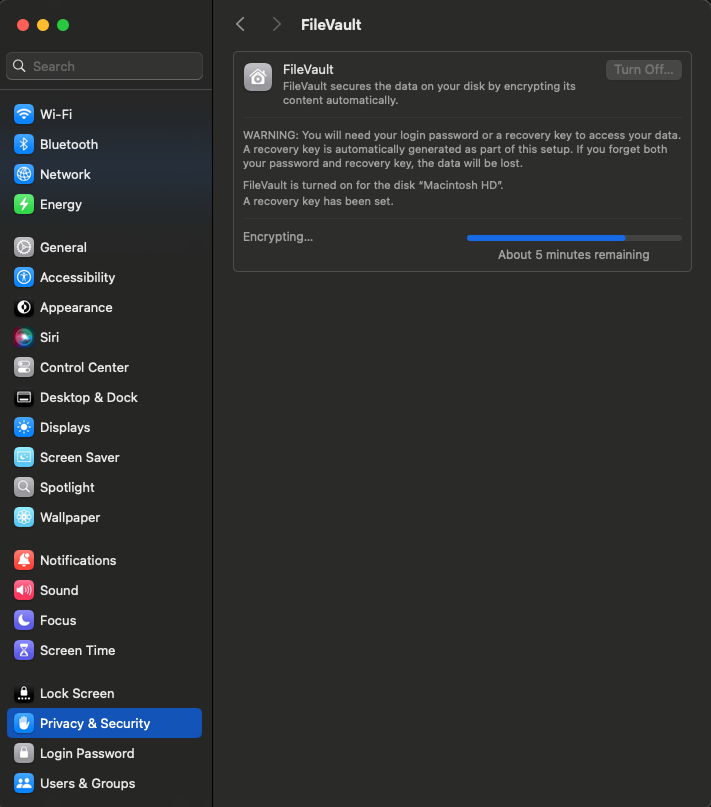 FileVault
Search
Wi-Fi
Bluetooth
Network
Energy
General
Accessibility
Appearance
Siri
Control Center
Desktop & Dock
Displays
Screen Saver
Spotlight
Wallpaper
Notifications
Sound
Focus
Screen Time
Lock Screen
Privacy & Security
Login Password
Users & Groups
FileVault
Turn Off...
FileVault secures the data on your disk by encrypting its
content automatically.
WARNING: You will need your login password or a recovery key to access your data.
A recovery key is automatically generated as part of this setup. If you forget both
your password and recovery key, the data will be lost.
FileVault is turned on for the disk “Macintosh HD”.
A recovery key has been set.
Encrypting...
About 5 minutes remaining